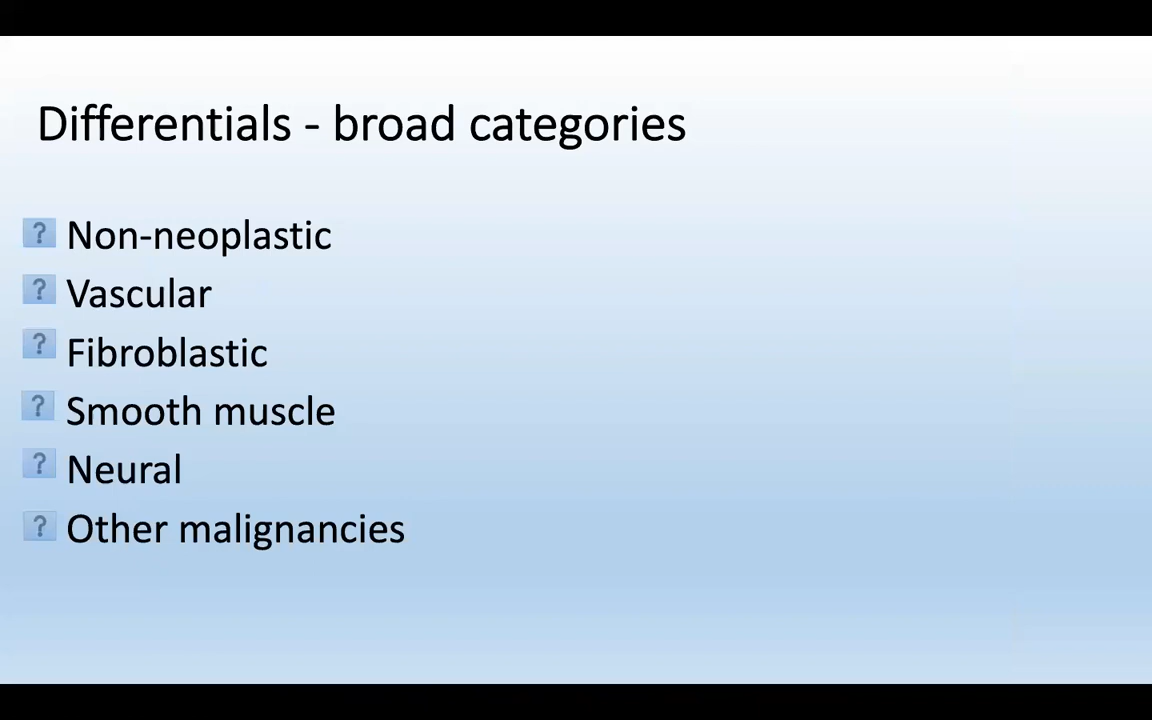 Differentials - broad categories
? Non-neoplastic
? Vascular
? Fibroblastic
? Smooth muscle
? Neural
? Other malignancies